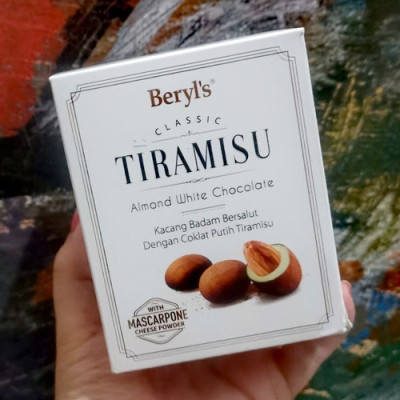 Beryl's®
CLASSIC
TIRAMISU
Almond White Chocolate
Kacang Badam Bersalut
Dengan Coklat Putih Tiramisu
WITH
MASCARPONE
CHEESE POWDER